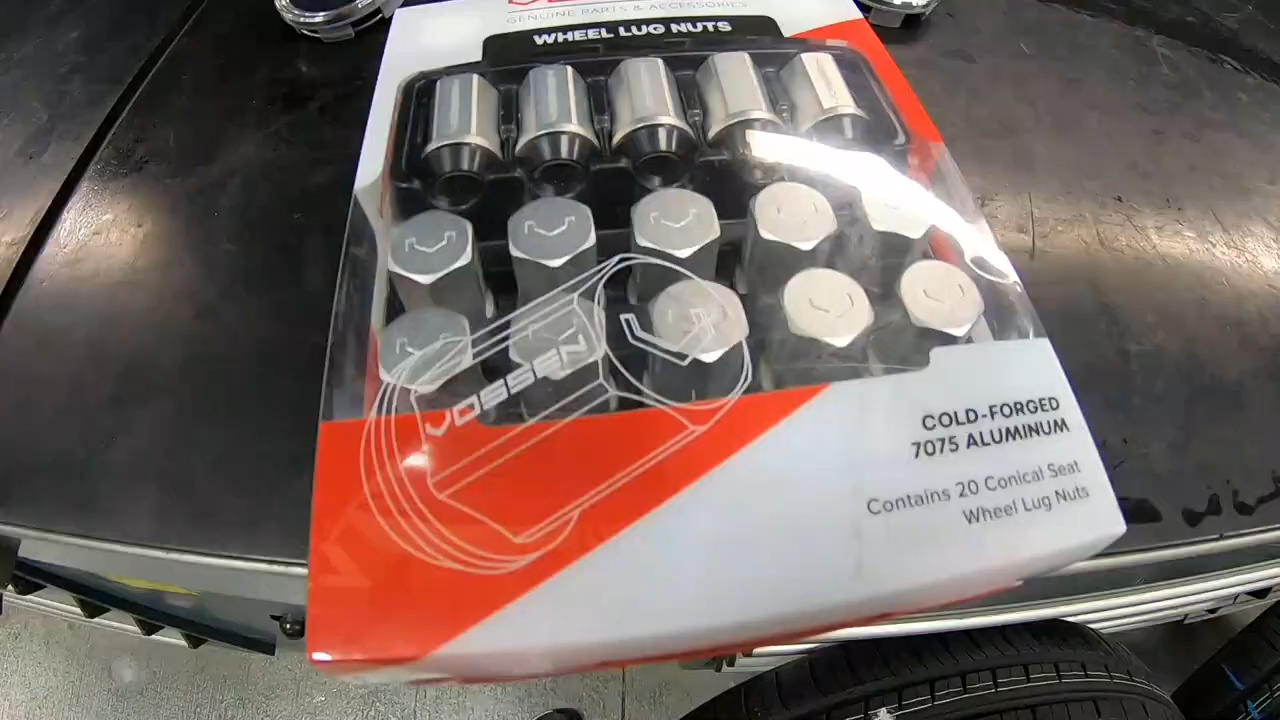 GENUINE PARTS & ACCESSORIES
WHEEL LUG NUTS
VOSSEN
COLD-FORGED
7075 ALUMINUM
Contains 20 Conical Seat
Wheel Lug Nuts